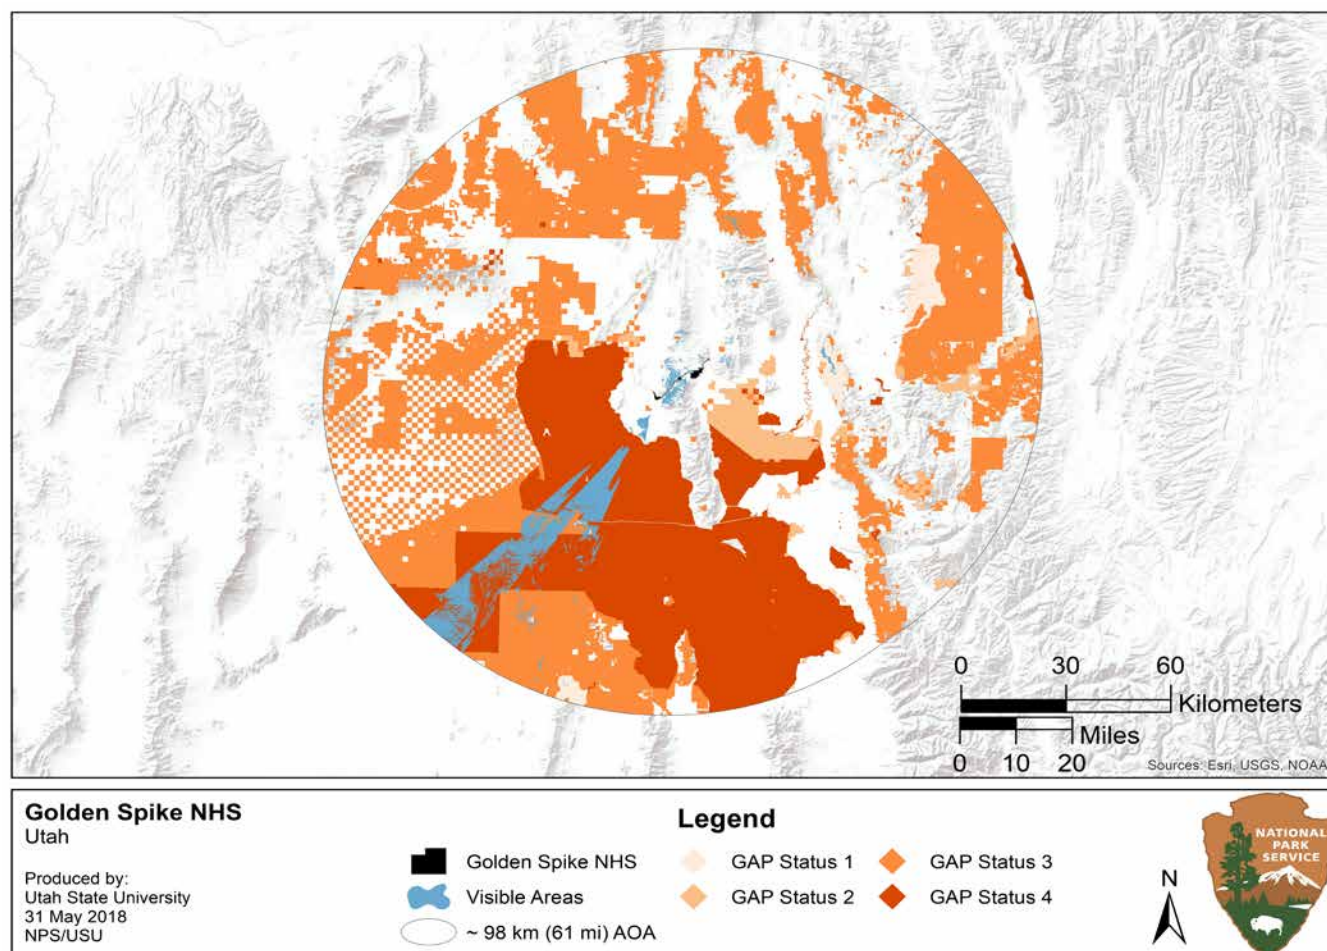 0 30 60
Kilometers
Miles
0 10 20
Sources: Esri, USGS, NOAA
Golden Spike NHS
Utah
Produced by:
Utah State University
31 May 2018
NPS/USU
Legend
Golden Spike NHS
Visible Areas
~ 98 km (61 mi) AOA
GAP Status 1
GAP Status 2
GAP Status 3
GAP Status 4
N
NATIONAL
PARK
SERVICE